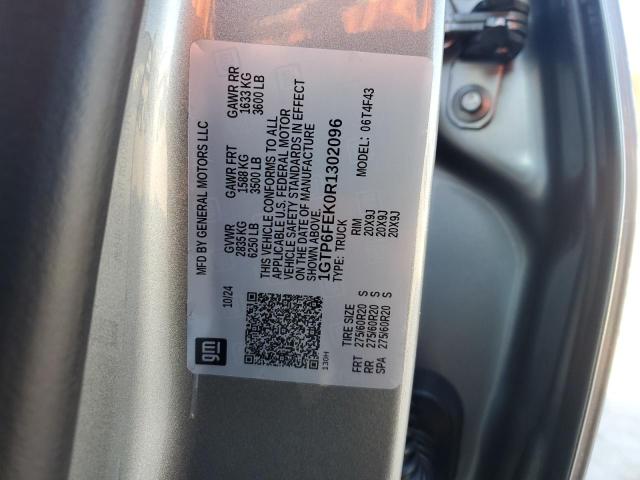 MFD BY GENERAL MOTORS LLC
10/24
GVWR GAWR FRT GAWR RR
2835 KG 1588 KG 1633 KG
6250 LB 3500 LB 3600 LB
THIS VEHICLE CONFORMS TO ALL
APPLICABLE U.S. FEDERAL MOTOR
VEHICLE SAFETY STANDARDS IN EFFECT
ON THE DATE OF MANUFACTURE
SHOWN ABOVE.
1GTP6FEK0R1302096
TYPE: TRUCK MODEL: 06T4F43
gm
130H
TIRE SIZE RIM
FRT 275/60R20 S 20X9J
RR 275/60R20 S 20X9J
SPA 275/60R20 S 20X9J